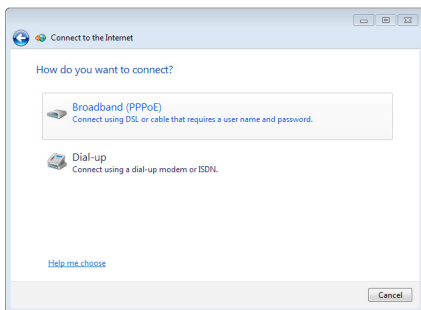 Connect to the Internet
How do you want to connect?
Broadband (PPPoE)
Connect using DSL or cable that requires a user name and password.
Dial-up
Connect using a dial-up modem or ISDN.
Help me choose
Cancel